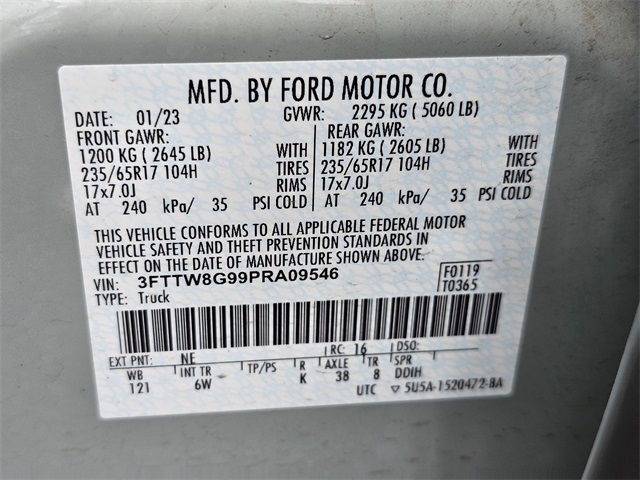 MFD. BY FORD MOTOR CO.
DATE: 01/23 GVWR: 2295 KG ( 5060 LB)
FRONT GAWR: REAR GAWR:
1200 KG ( 2645 LB) WITH 1182 KG ( 2605 LB) WITH
235/65R17 104H TIRES 235/65R17 104H TIRES
17x7.0J RIMS 17x7.0J RIMS
AT 240 kPa/ 35 PSI COLD AT 240 kPa/ 35 PSI COLD
THIS VEHICLE CONFORMS TO ALL APPLICABLE FEDERAL MOTOR
VEHICLE SAFETY AND THEFT PREVENTION STANDARDS IN
EFFECT ON THE DATE OF MANUFACTURE SHOWN ABOVE.
VIN: 3FTTW8G99PRA09546 F0119
TYPE: Truck T0365
EXT PNT: NE RC: 16 DSO:
WB INT TR TP/PS R AXLE TR SPR
121 6W K 38 8 DDIH
UTC ▽ 5U5A-1520472-BA